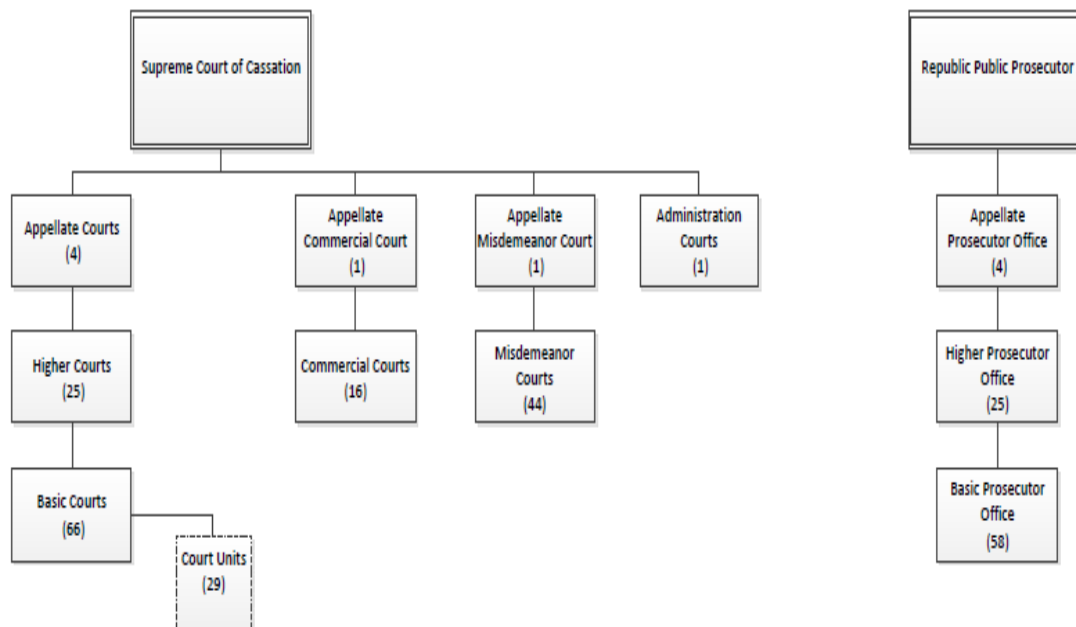 Supreme Court of Cassation
Republic Public Prosecutor
Appellate Courts
(4)
Appellate
Commercial Court
(1)
Appellate
Misdemeanor Court
(1)
Administration
Courts
(1)
Appellate
Prosecutor Office
(4)
Higher Courts
(25)
Commercial Courts
(16)
Misdemeanor
Courts
(44)
Higher Prosecutor
Office
(25)
Basic Courts
(66)
Basic Prosecutor
Office
(58)
Court Units
(29)